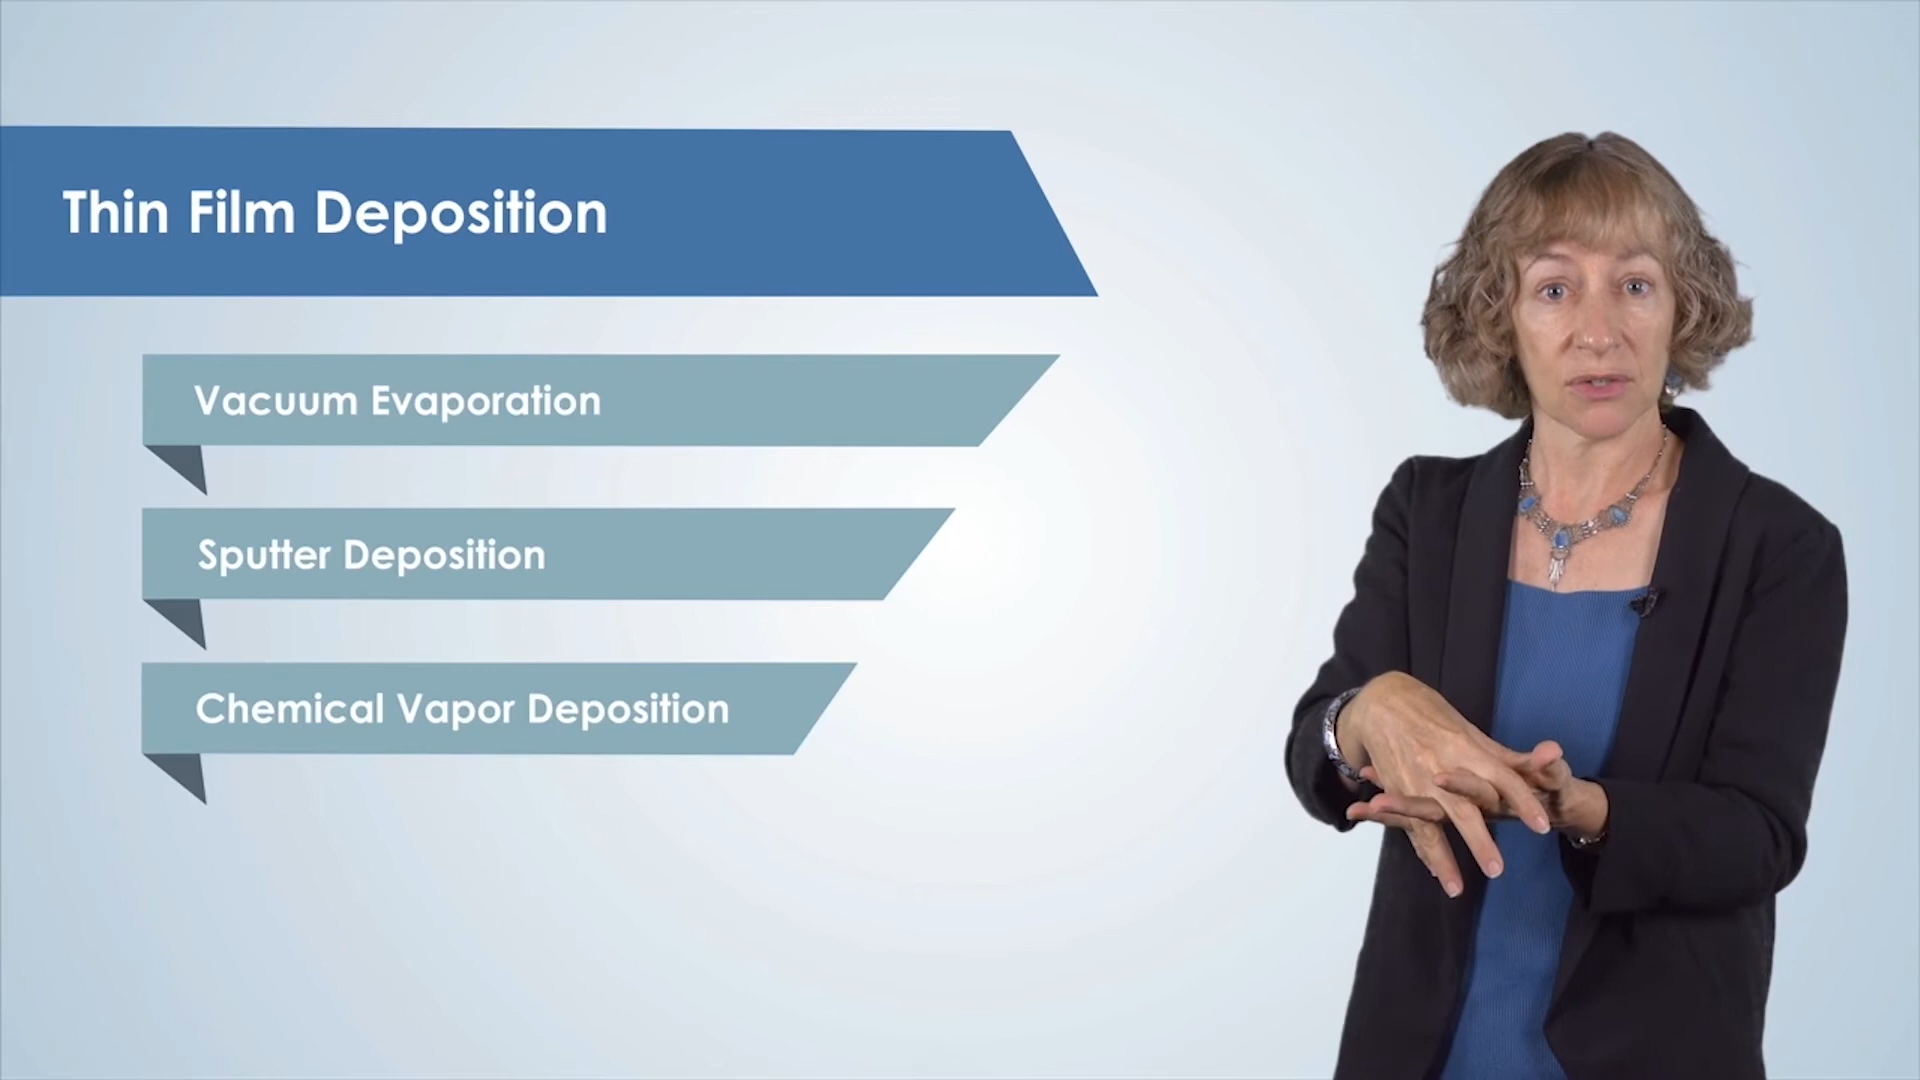 Thin Film Deposition
Vacuum Evaporation
Sputter Deposition
Chemical Vapor Deposition